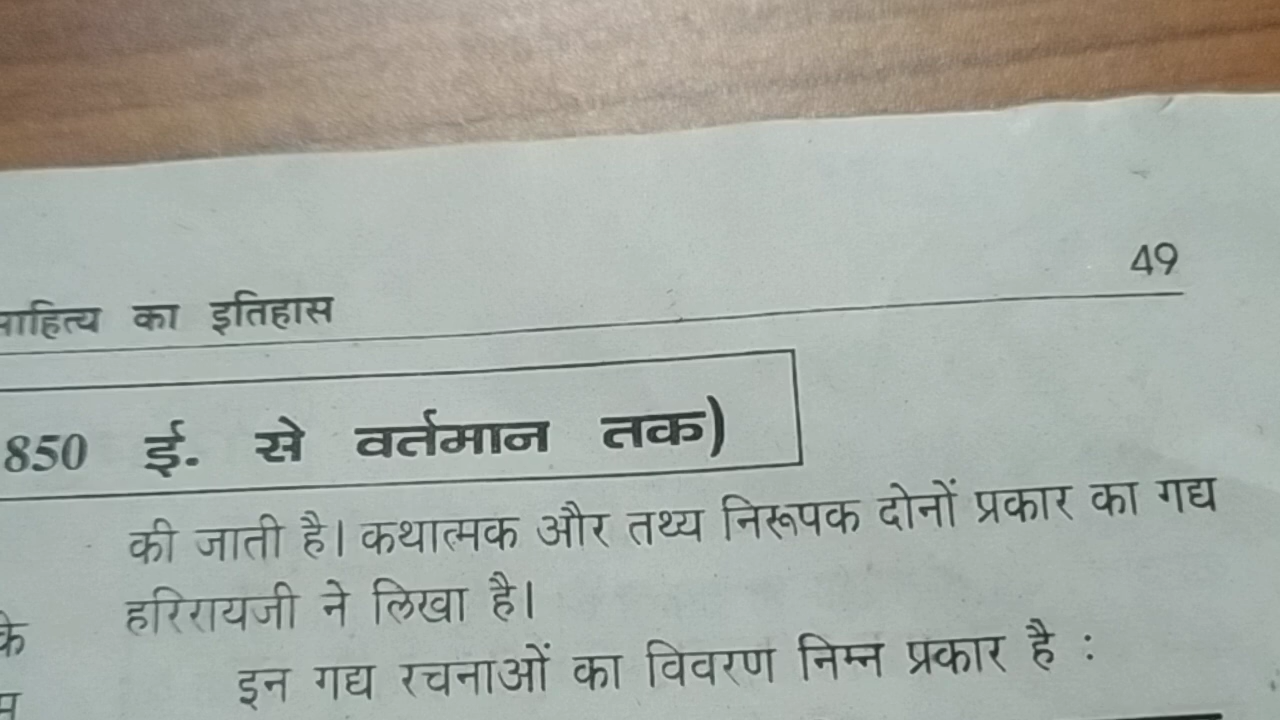 49
का इतिहास
850 ई. से वर्तमान तक)
की जाती है। कथात्मक और तथ्य निरूपक दोनों प्रकार का गद्य
हरिरायजी ने लिखा है।
के
इन गद्य रचनाओं का विवरण निम्न प्रकार है :